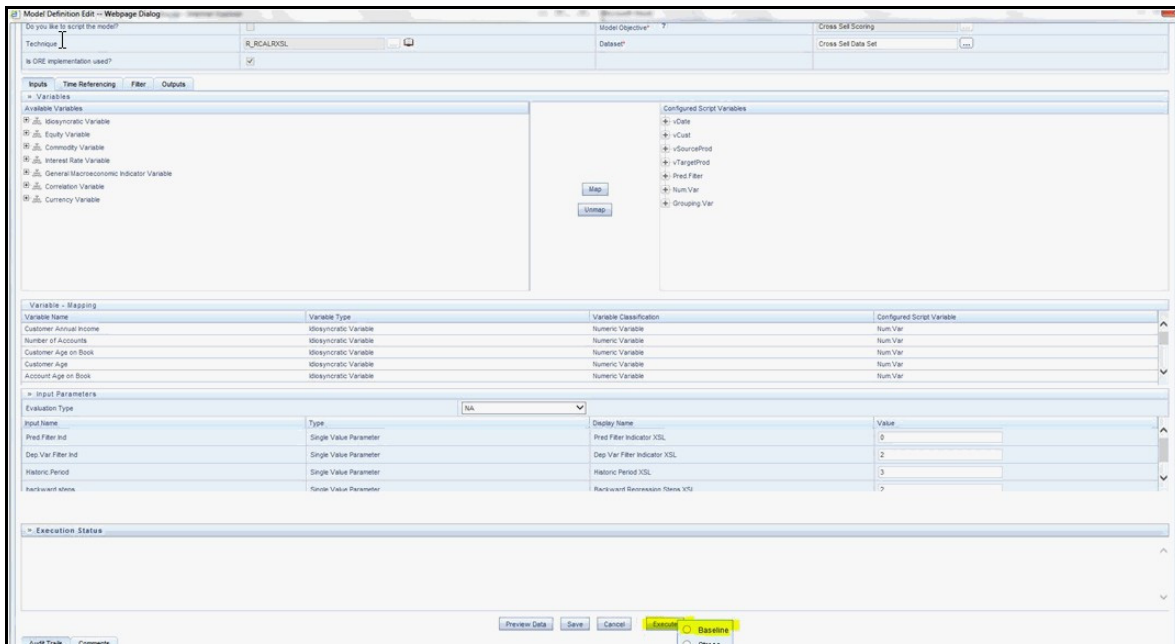 Model Definition Edit -- Webpage Dialog
Do you like to script the model? Model Objective* ? Cross Sell Scoring ...
Technique R_RCALRXSL ... Dataset* Cross Sell Data Set ...
Is ORE implementation used?
Inputs Time Referencing Filter Outputs
» Variables
Available Variables Configured Script Variables
Idiosyncratic Variable vDate
Equity Variable vCust
Commodity Variable vSourceProd
Interest Rate Variable vTargetProd
General Macroeconomic Indicator Variable Pred.Filter
Correlation Variable Num.Var
Currency Variable Grouping.Var
Map
Unmap
Variable - Mapping
Variable Name Variable Type Variable Classification Configured Script Variable
Customer Annual Income Idiosyncratic Variable Numeric Variable Num.Var
Number of Accounts Idiosyncratic Variable Numeric Variable Num.Var
Customer Age on Book Idiosyncratic Variable Numeric Variable Num.Var
Customer Age Idiosyncratic Variable Numeric Variable Num.Var
Account Age on Book Idiosyncratic Variable Numeric Variable Num.Var
» Input Parameters
Evaluation Type NA
Input Name Type Display Name Value
Pred.Filter.Ind Single Value Parameter Pred Filter Indicator XSL 0
Dep.Var.Filter.Ind Single Value Parameter Dep Var Filter Indicator XSL 2
Historic.Period Single Value Parameter Historic Period XSL 3
backward.steps Single Value Parameter Backward Regression Steps XSL 2
» Execution Status
Preview Data Save Cancel Execute
Baseline
Stress
Audit Trails Comments